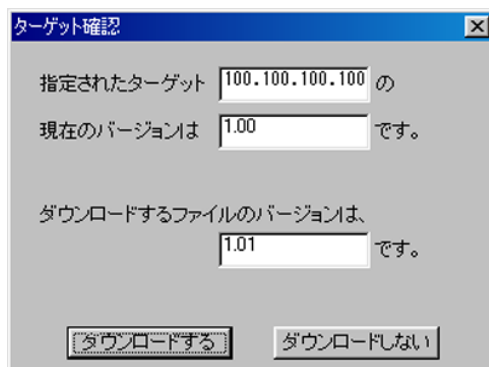 ターゲット確認
指定されたターゲット 100.100.100.100 の
現在のバージョンは 1.00 です。
ダウンロードするファイルのバージョンは、
1.01 です。
ダウンロードする ダウンロードしない